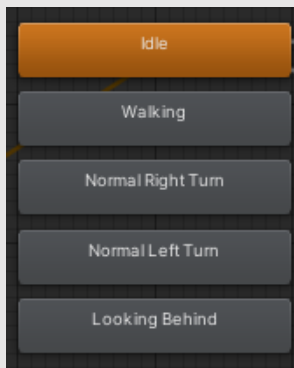 Idle
Walking
Normal Right Turn
Normal Left Turn
Looking Behind